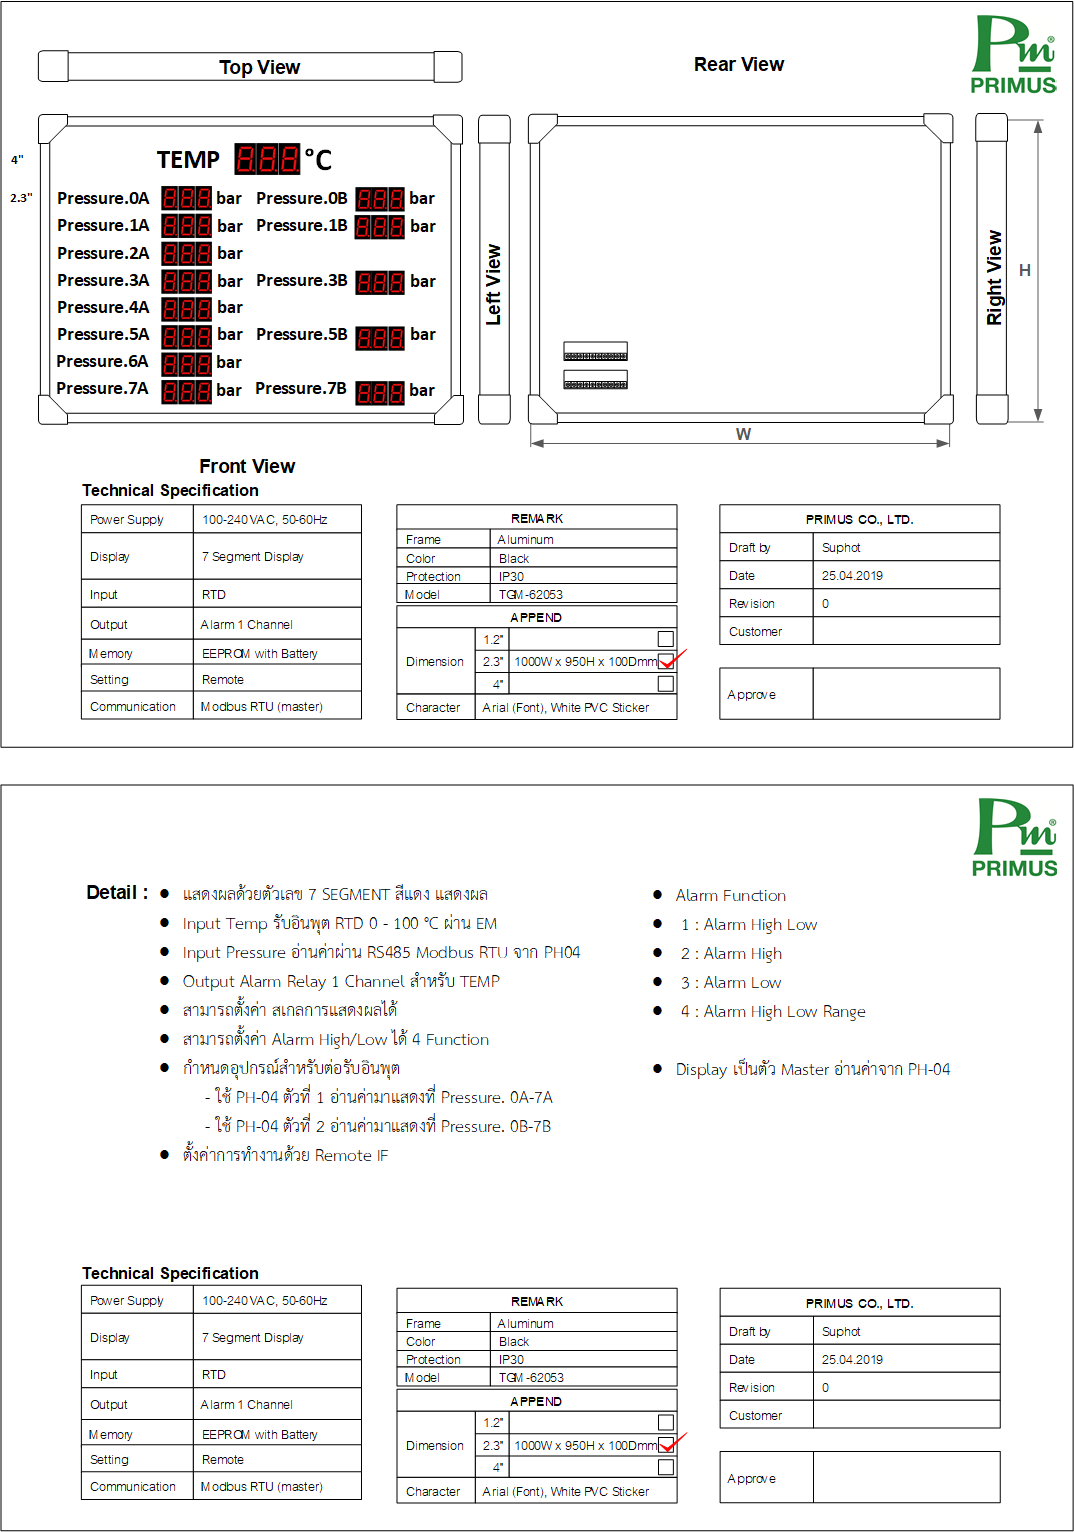 Top View
Rear View
Pm®
PRIMUS
4"
TEMP 888 °C
2.3"
Pressure.0A 888 bar Pressure.0B 888 bar
Pressure.1A 888 bar Pressure.1B 888 bar
Pressure.2A 888 bar
Pressure.3A 888 bar Pressure.3B 888 bar
Pressure.4A 888 bar
Pressure.5A 888 bar Pressure.5B 888 bar
Pressure.6A 888 bar
Pressure.7A 888 bar Pressure.7B 888 bar
Left View
Right View
H
W
Front View
Technical Specification
Power Supply 100-240VAC, 50-60Hz
Display 7 Segment Display
Input RTD
Output Alarm 1 Channel
Memory EEPROM with Battery
Setting Remote
Communication Modbus RTU (master)
REMARK
Frame Aluminum
Color Black
Protection IP30
Model TGM-62053
APPEND
Dimension
1.2"
2.3" 1000W x 950H x 100Dmm
4"
Character Arial (Font), White PVC Sticker
PRIMUS CO., LTD.
Draft by Suphot
Date 25.04.2019
Revision 0
Customer
Approve
Pm®
PRIMUS
Detail :
● แสดงผลด้วยตัวเลข 7 SEGMENT สีแดง แสดงผล
● Input Temp รับอินพุต RTD 0 - 100 °C ผ่าน EM
● Input Pressure อ่านค่าผ่าน RS485 Modbus RTU จาก PH04
● Output Alarm Relay 1 Channel สำหรับ TEMP
● สามารถตั้งค่า สเกลการแสดงผลได้
● สามารถตั้งค่า Alarm High/Low ได้ 4 Function
● กำหนดอุปกรณ์สำหรับต่อรับอินพุต
- ใช้ PH-04 ตัวที่ 1 อ่านค่ามาแสดงที่ Pressure. 0A-7A
- ใช้ PH-04 ตัวที่ 2 อ่านค่ามาแสดงที่ Pressure. 0B-7B
● ตั้งค่าการทำงานด้วย Remote IF
● Alarm Function
● 1 : Alarm High Low
● 2 : Alarm High
● 3 : Alarm Low
● 4 : Alarm High Low Range
● Display เป็นตัว Master อ่านค่าจาก PH-04
Technical Specification
Power Supply 100-240VAC, 50-60Hz
Display 7 Segment Display
Input RTD
Output Alarm 1 Channel
Memory EEPROM with Battery
Setting Remote
Communication Modbus RTU (master)
REMARK
Frame Aluminum
Color Black
Protection IP30
Model TGM-62053
APPEND
Dimension
1.2"
2.3" 1000W x 950H x 100Dmm
4"
Character Arial (Font), White PVC Sticker
PRIMUS CO., LTD.
Draft by Suphot
Date 25.04.2019
Revision 0
Customer
Approve